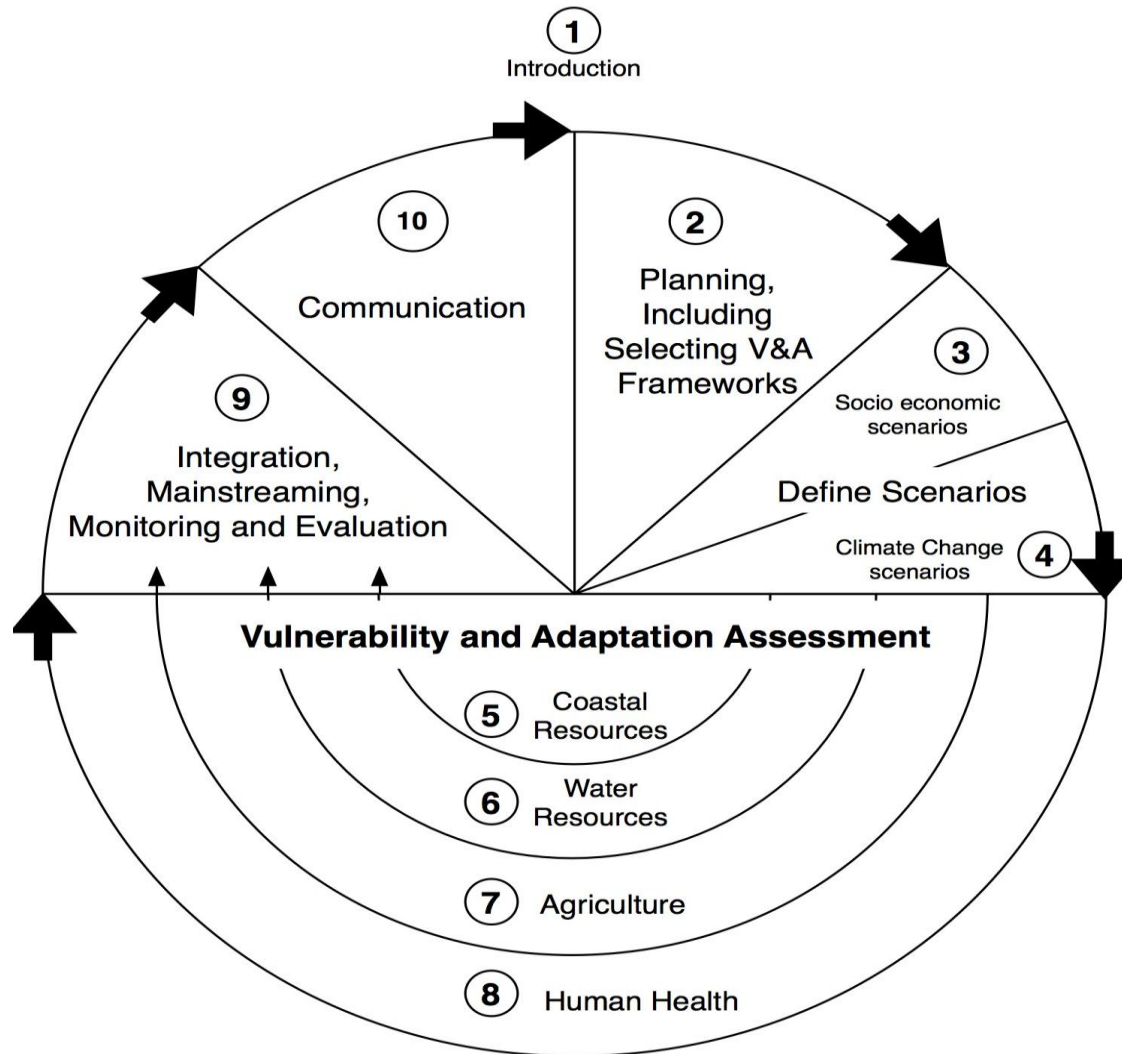 1
Introduction
2
Planning,
Including
Selecting V&A
Frameworks
3
Socio economic
scenarios
Define Scenarios
Climate Change
scenarios
4
Vulnerability and Adaptation Assessment
5
Coastal
Resources
6
Water
Resources
7
Agriculture
8
Human Health
9
Integration,
Mainstreaming,
Monitoring and Evaluation
10
Communication